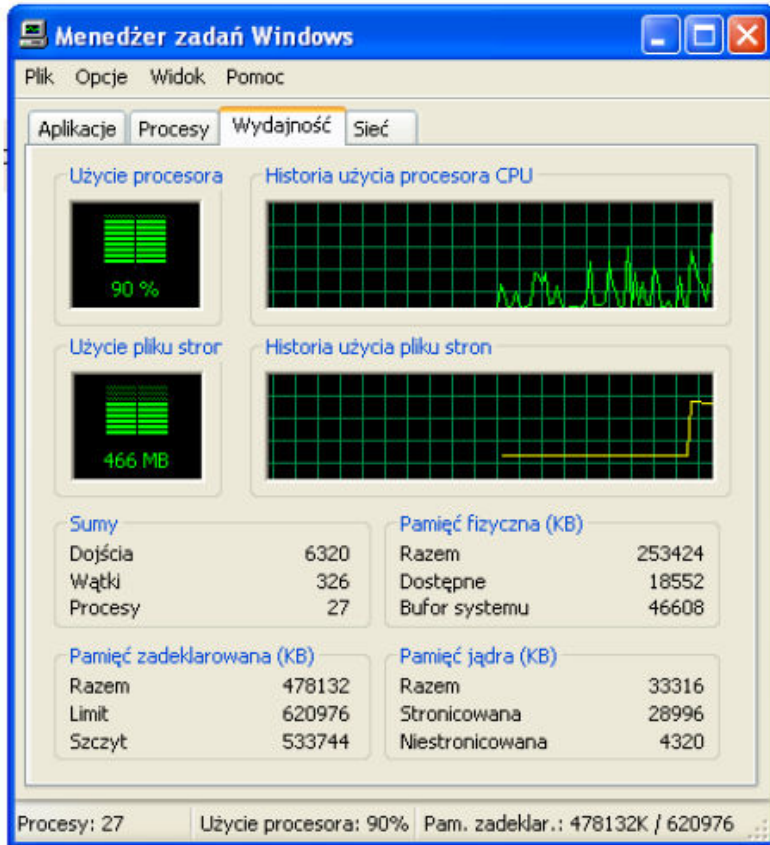 Menedżer zadań Windows
Plik Opcje Widok Pomoc
Aplikacje Procesy Wydajność Sieć
Użycie procesora Historia użycia procesora CPU
90 %
Użycie pliku stron Historia użycia pliku stron
466 MB
Sumy Pamięć fizyczna (KB)
Dojścia 6320 Razem 253424
Wątki 326 Dostępne 18552
Procesy 27 Bufor systemu 46608
Pamięć zadeklarowana (KB) Pamięć jądra (KB)
Razem 478132 Razem 33316
Limit 620976 Stronicowana 28996
Szczyt 533744 Niestronicowana 4320
Procesy: 27 Użycie procesora: 90% Pam. zadeklar.: 478132K / 620976